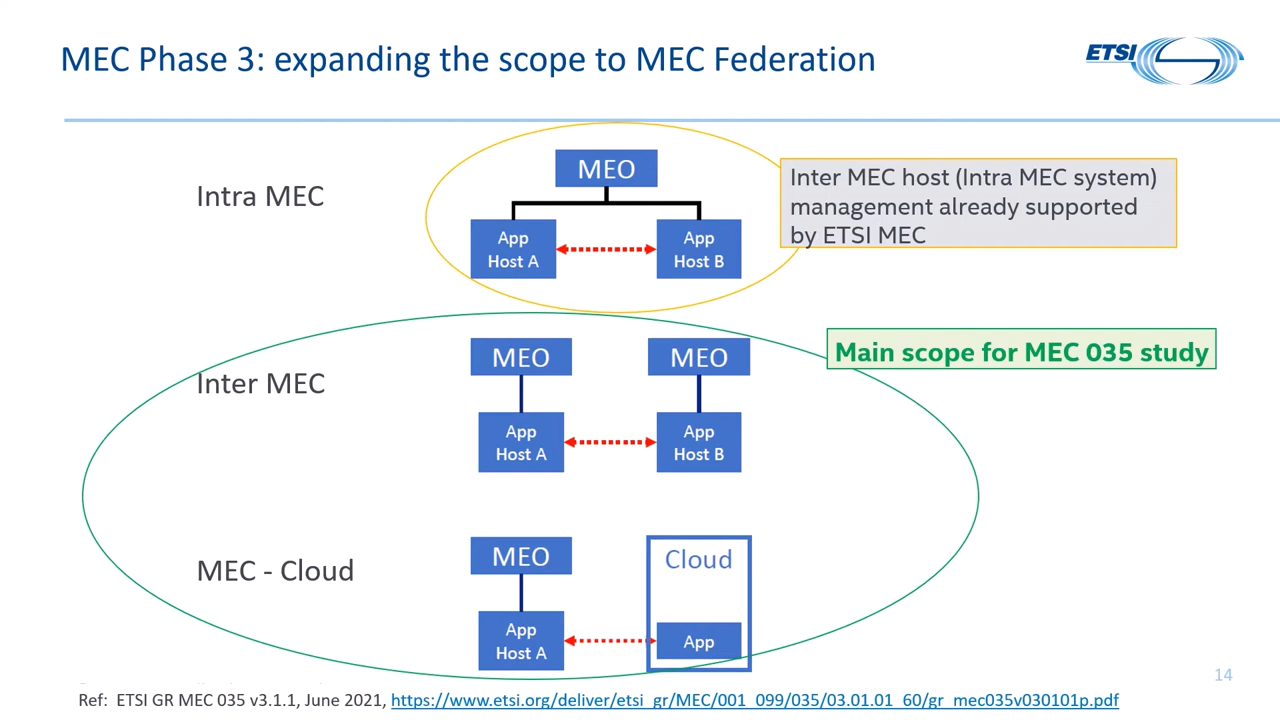 MEC Phase 3: expanding the scope to MEC Federation
ETSI
Intra MEC
MEO
App
Host A
App
Host B
Inter MEC host (Intra MEC system)
management already supported
by ETSI MEC
Main scope for MEC 035 study
Inter MEC
MEO
MEO
App
Host A
App
Host B
MEC - Cloud
MEO
Cloud
App
Host A
App
14
Ref: ETSI GR MEC 035 v3.1.1, June 2021, https://www.etsi.org/deliver/etsi_gr/MEC/001_099/035/03.01.01_60/gr_mec035v030101p.pdf